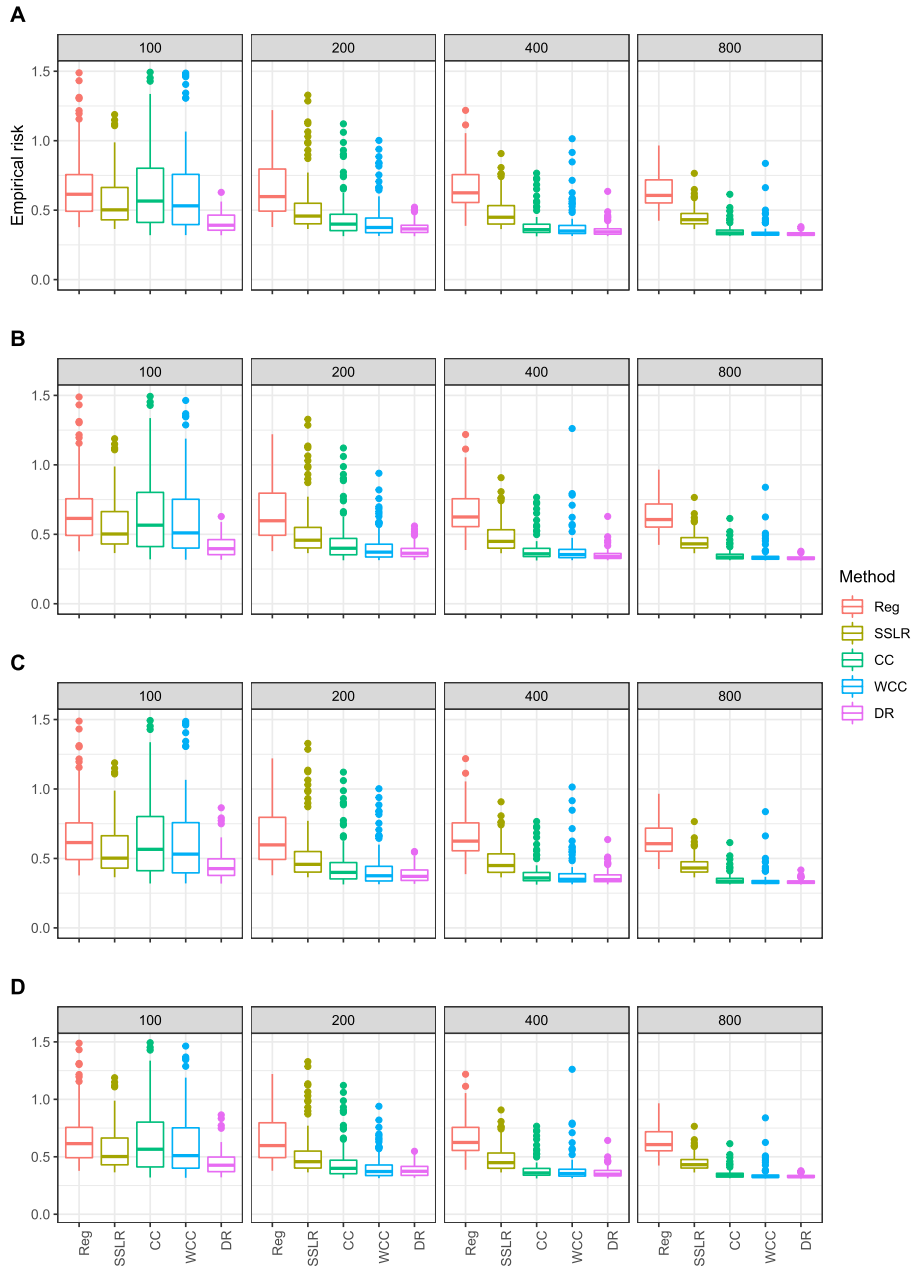 A
100 200 400 800
1.5
1.0
0.5
0.0
Empirical risk
B
100 200 400 800
1.5
1.0
0.5
0.0
Method
Reg
SSLR
CC
WCC
DR
C
100 200 400 800
1.5
1.0
0.5
0.0
D
100 200 400 800
1.5
1.0
0.5
0.0
Reg SSLR CC WCC DR Reg SSLR CC WCC DR Reg SSLR CC WCC DR Reg SSLR CC WCC DR